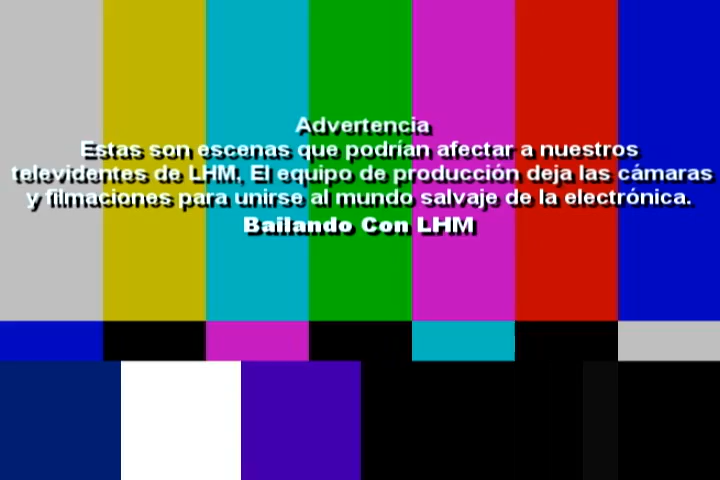 Advertencia
Estas son escenas que podrían afectar a nuestros
televidentes de LHM, El equipo de producción deja las cámaras
y filmaciones para unirse al mundo salvaje de la electrónica.
Bailando Con LHM